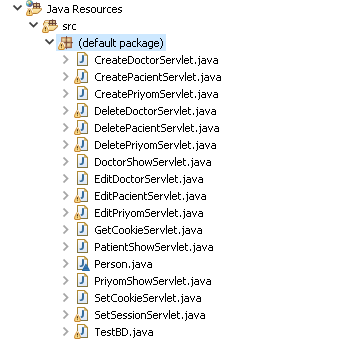 Java Resources
src
(default package)
CreateDoctorServlet.java
CreatePacientServlet.java
CreatePriyomServlet.java
DeleteDoctorServlet.java
DeletePacientServlet.java
DeletePriyomServlet.java
DoctorShowServlet.java
EditDoctorServlet.java
EditPacientServlet.java
EditPriyomServlet.java
GetCookieServlet.java
PatientShowServlet.java
Person.java
PriyomShowServlet.java
SetCookieServlet.java
SetSessionServlet.java
TestBD.java